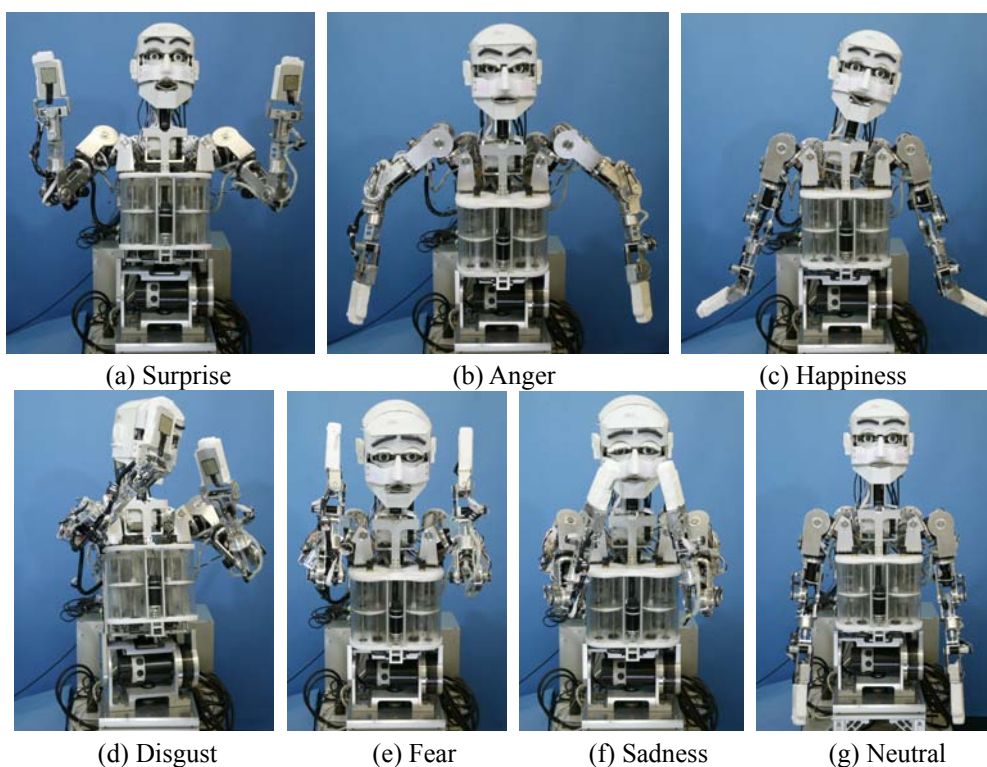 (a) Surprise
(b) Anger
(c) Happiness
(d) Disgust
(e) Fear
(f) Sadness
(g) Neutral